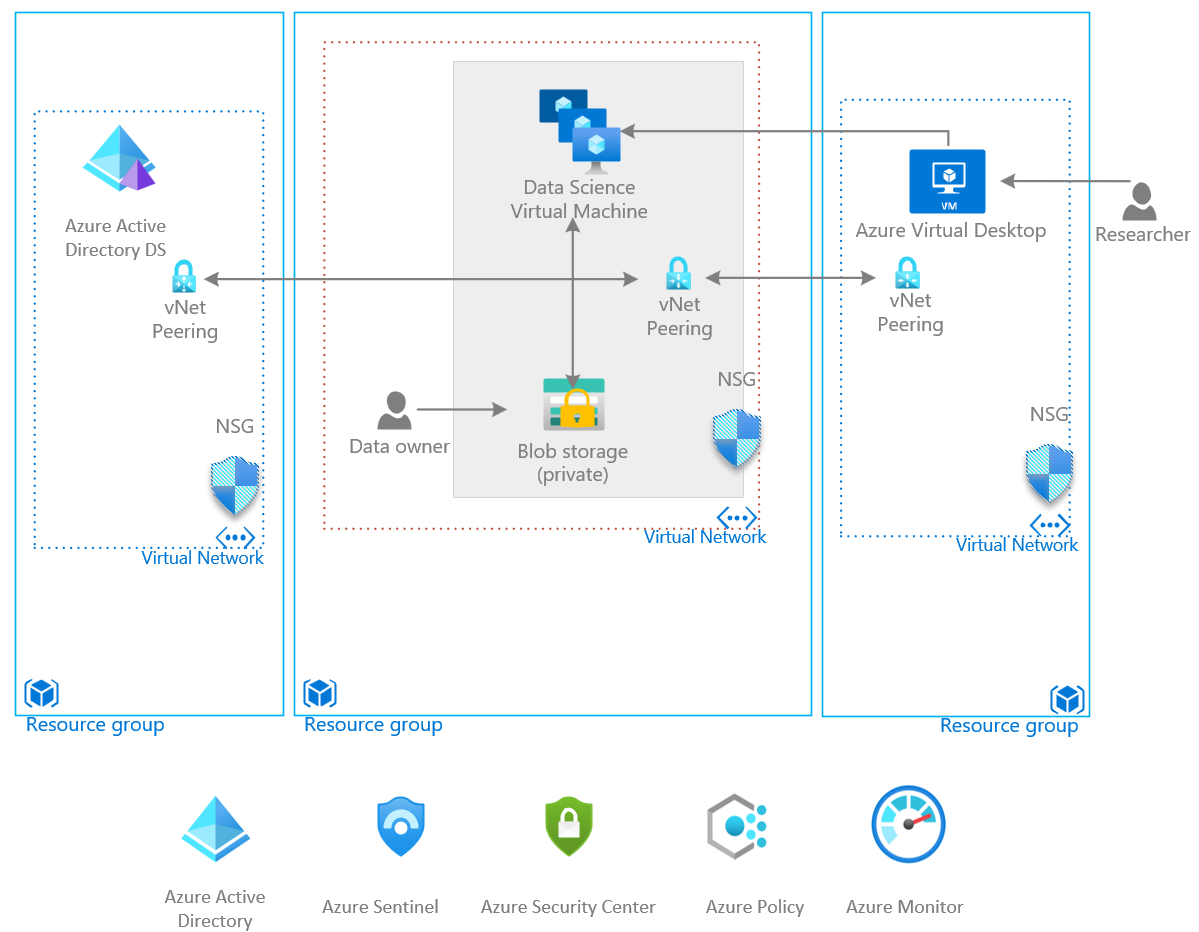 Data Science
Virtual Machine
Azure Active
Directory DS
VM
Azure Virtual Desktop
Researcher
vNet
Peering
vNet
Peering
vNet
Peering
NSG
NSG
NSG
Data owner
Blob storage
(private)
Virtual Network
Virtual Network
Virtual Network
Resource group
Resource group
Resource group
Azure Active
Directory
Azure Sentinel
Azure Security Center
Azure Policy
Azure Monitor